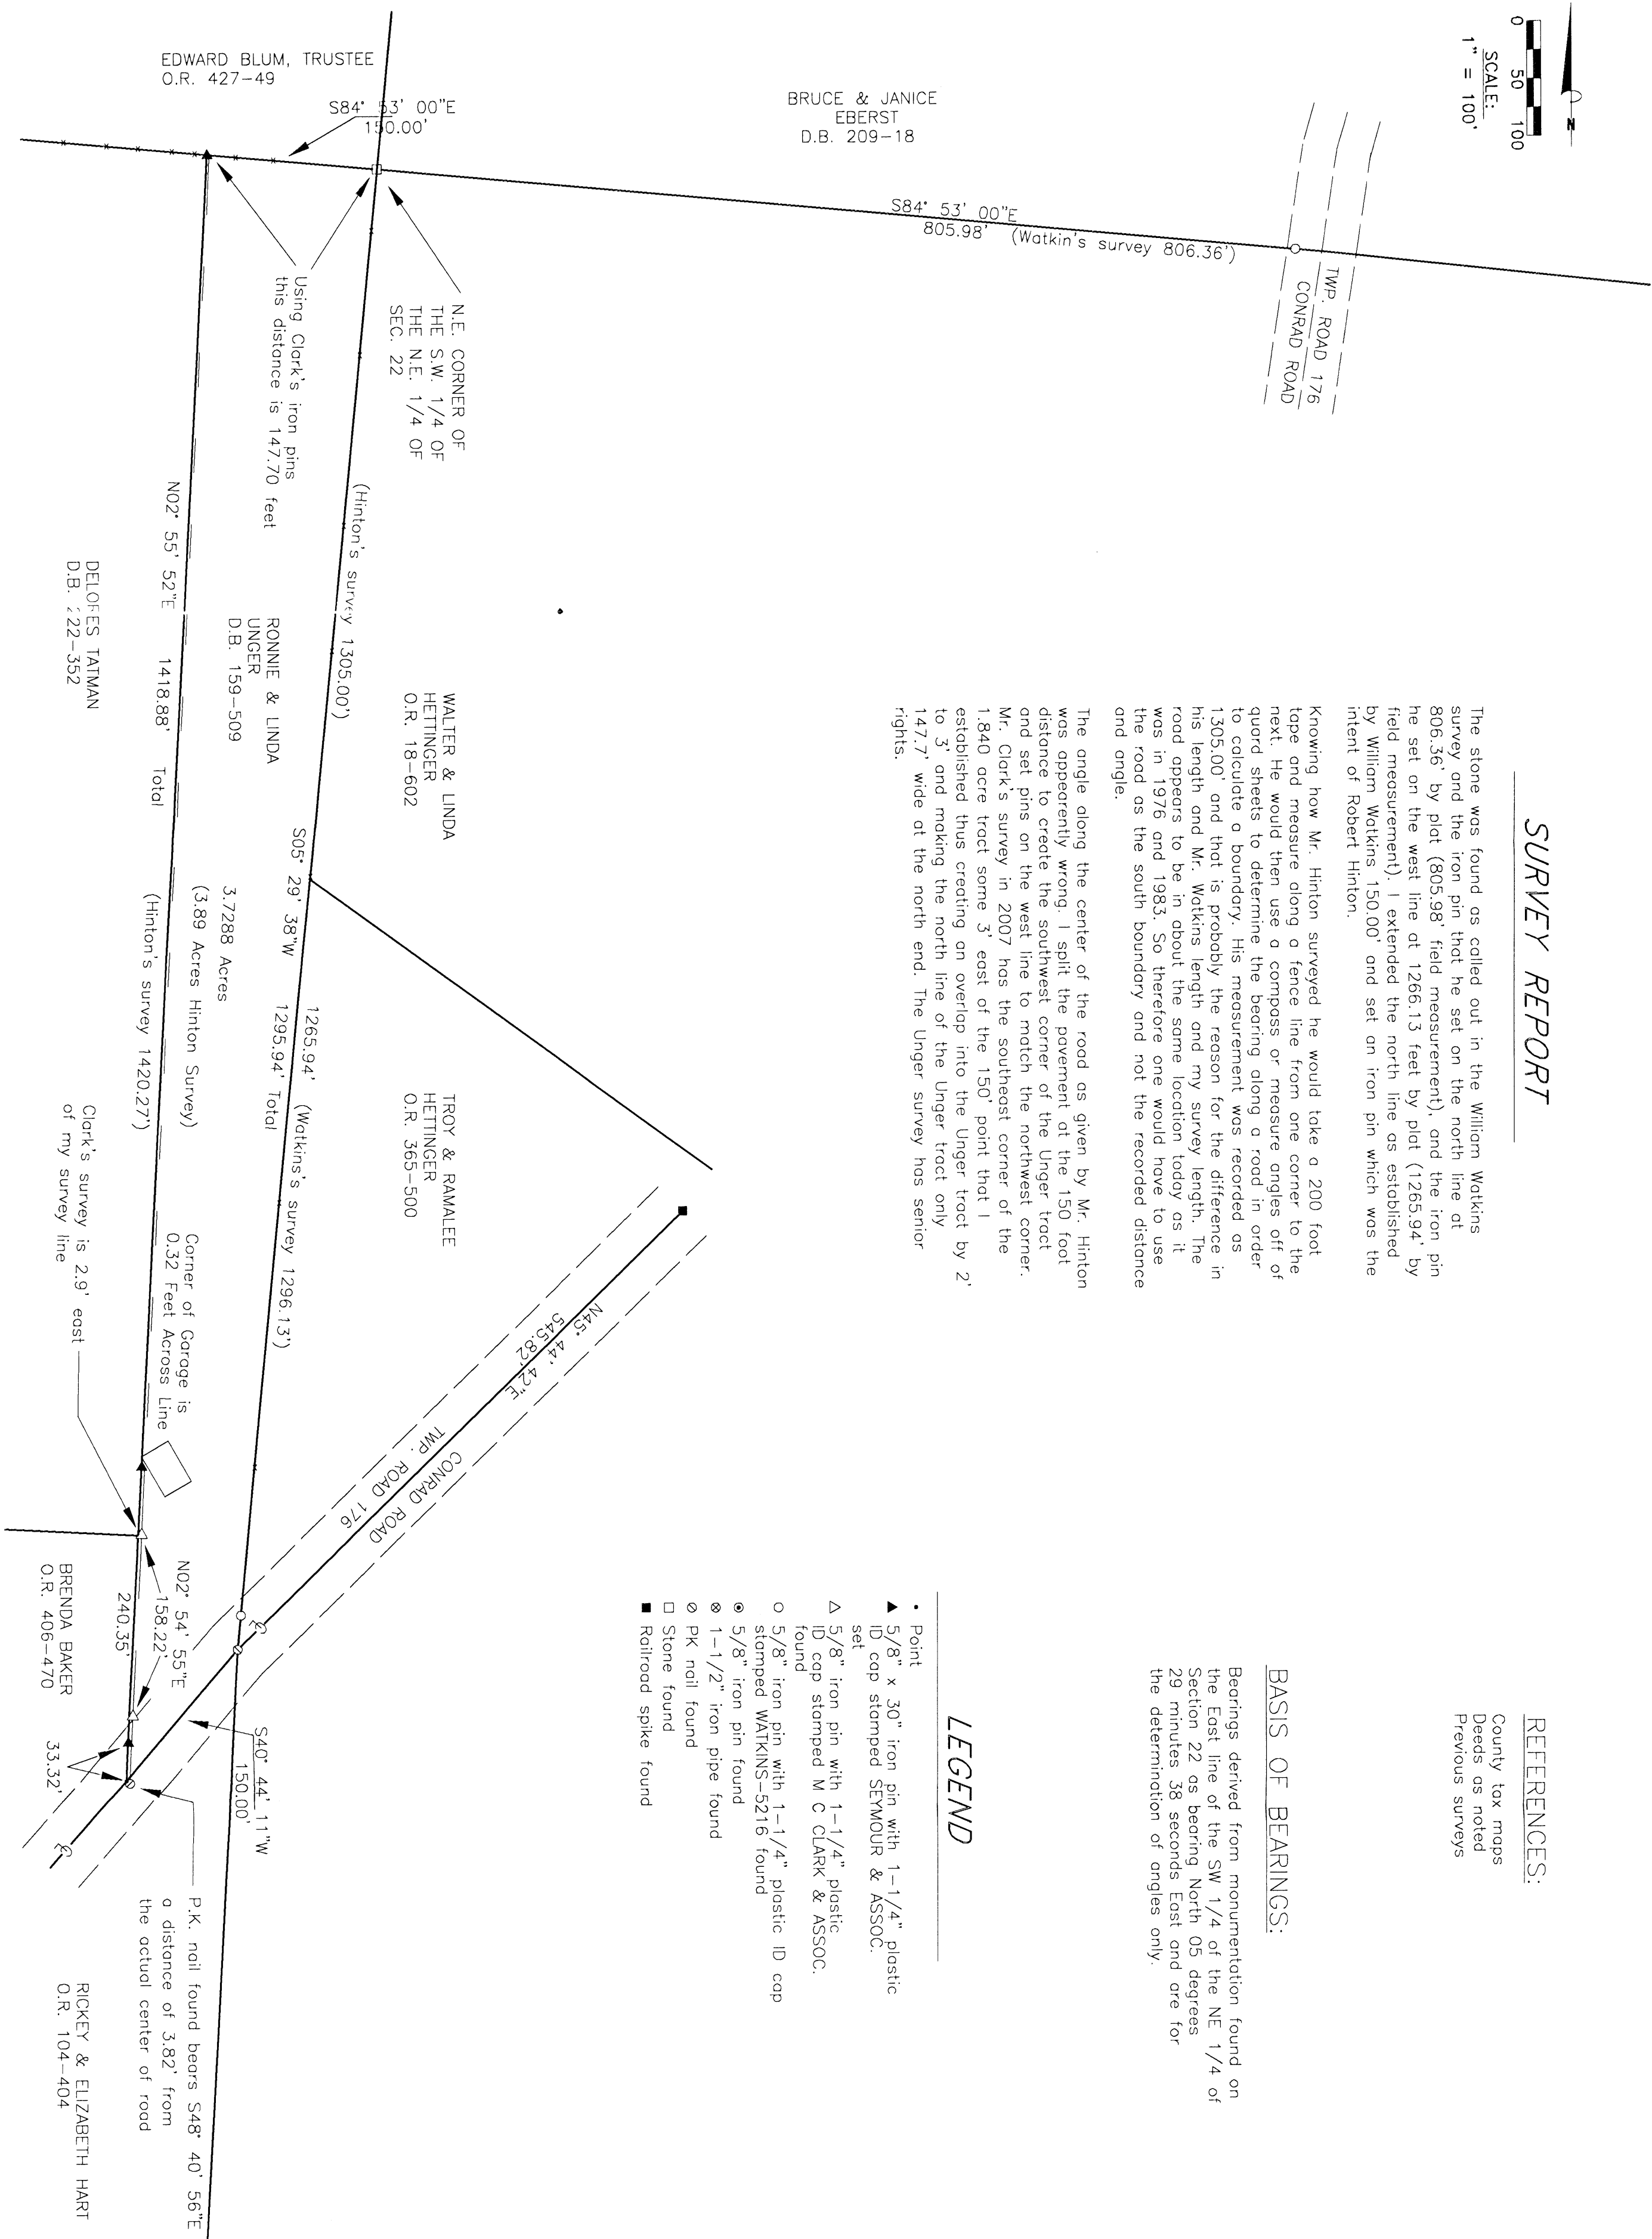 EDWARD BLUM, TRUSTEE
O.R. 427-49
S84° 53' 00"E
150.00'
BRUCE & JANICE
EBERST
D.B. 209-18
S84° 53' 00"E
805.98' (Watkin's survey 806.36')
0 50 100
SCALE:
1" = 100'
N
TWP. ROAD 176
CONRAD ROAD
N.E. CORNER OF
THE S.W. 1/4 OF
THE N.E. 1/4 OF
SEC. 22
Using Clark's iron pins
this distance is 147.70 feet
(Hinton's survey 1305.00')
N02° 55' 52"E 1418.88' Total
(Hinton's survey 1420.27')
DELORES TATMAN
D.B. 222-352
RONNIE & LINDA
UNGER
D.B. 159-509
WALTER & LINDA
HETTINGER
O.R. 18-602
S05° 29' 38"W
1265.94' (Watkins's survey 1296.13')
1295.94' Total
3.7288 Acres
(3.89 Acres Hinton Survey)
TROY & RAMALEE
HETTINGER
O.R. 365-500
Clark's survey is 2.9' east
of my survey line
Corner of Garage is
0.32 Feet Across Line
N45° 44' 42"E
545.82'
CONRAD ROAD
TWP. ROAD 176
N02° 54' 55"E
158.22'
240.35'
BRENDA BAKER
O.R. 406-470
33.32'
S40° 44' 11"W
150.00'
P.K. nail found bears S48° 40' 56"E
a distance of 3.82' from
the actual center of road
RICKEY & ELIZABETH HART
O.R. 104-404
SURVEY REPORT
The stone was found as called out in the William Watkins
survey and the iron pin that he set on the north line at
806.36' by plat (805.98' field measurement), and the iron pin
he set on the west line at 1266.13 feet by plat (1265.94' by
field measurement). I extended the north line as established
by William Watkins 150.00' and set an iron pin which was the
intent of Robert Hinton.
Knowing how Mr. Hinton surveyed he would take a 200 foot
tape and measure along a fence line from one corner to the
next. He would then use a compass or measure angles off of
quard sheets to determine the bearing along a road in order
to calculate a boundary. His measurement was recorded as
1305.00' and that is probably the reason for the difference in
his length and Mr. Watkins length and my survey length. The
road appears to be in about the same location today as it
was in 1976 and 1983. So therefore one would have to use
the road as the south boundary and not the recorded distance
and angle.
The angle along the center of the road as given by Mr. Hinton
was appearently wrong. I split the pavement at the 150 foot
distance to create the southwest corner of the Unger tract
and set pins on the west line to match the northwest corner.
Mr. Clark's survey in 2007 has the southeast corner of the
1.840 acre tract some 3' east of the 150' point that I
established thus creating an overlap into the Unger tract by 2'
to 3' and making the north line of the Unger tract only
147.7' wide at the north end. The Unger survey has senior
rights.
REFERENCES:
County tax maps
Deeds as noted
Previous surveys
BASIS OF BEARINGS:
Bearings derived from monumentation found on
the East line of the SW 1/4 of the NE 1/4 of
Section 22 as bearing North 05 degrees
29 minutes 38 seconds East and are for
the determination of angles only.
LEGEND
Point
5/8" x 30" iron pin with 1-1/4" plastic
ID cap stamped SEYMOUR & ASSOC.
set
5/8" iron pin with 1-1/4" plastic
ID cap stamped M C CLARK & ASSOC.
found
5/8" iron pin with 1-1/4" plastic ID cap
stamped WATKINS-5216 found
5/8" iron pin found
1-1/2" iron pipe found
PK nail found
Stone found
Railroad spike found